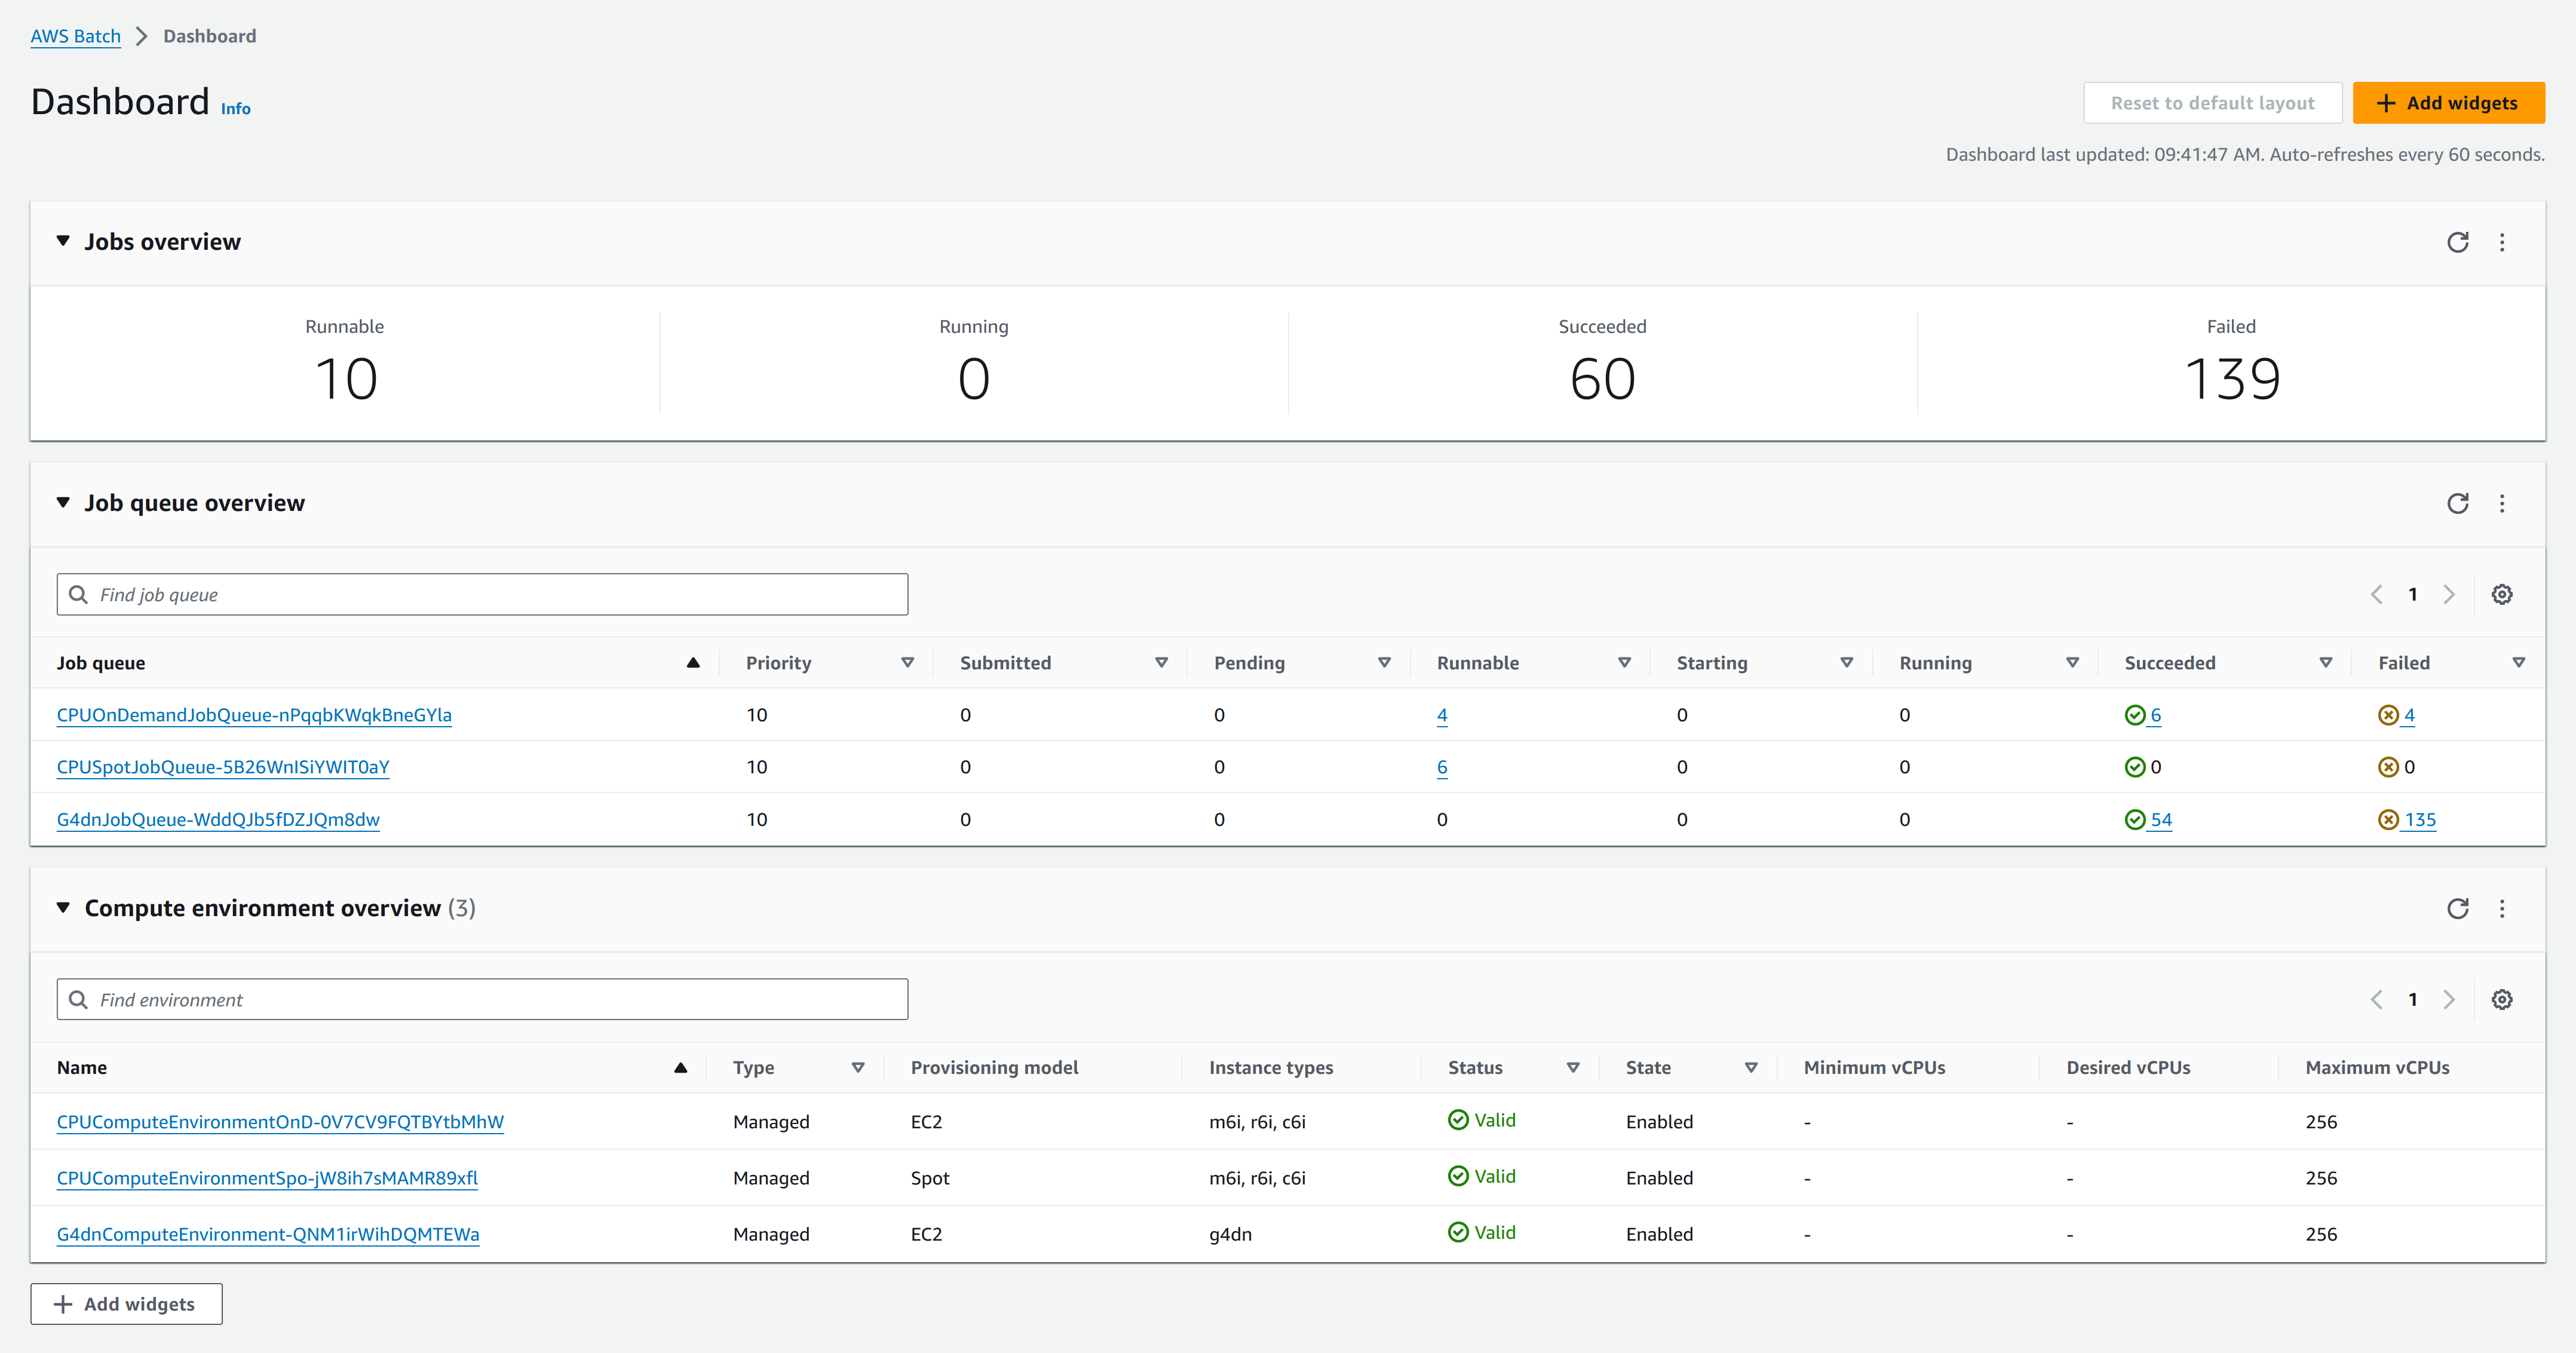 AWS Batch Dashboard
Dashboard Info
Reset to default layout Add widgets
Dashboard last updated: 09:41:47 AM. Auto-refreshes every 60 seconds.
Jobs overview
Runnable Running Succeeded Failed
10 0 60 139
Job queue overview
Find job queue 1
Job queue Priority Submitted Pending Runnable Starting Running Succeeded Failed
CPUOnDemandJobQueue-nPqqbKWqkBneGYla 10 0 0 4 0 0 6 4
CPUSpotJobQueue-5B26WnISiYWIT0aY 10 0 0 6 0 0 0 0
G4dnJobQueue-WddQJb5fDZJQm8dw 10 0 0 0 0 0 54 135
Compute environment overview (3)
Find environment 1
Name Type Provisioning model Instance types Status State Minimum vCPUs Desired vCPUs Maximum vCPUs
CPUComputeEnvironmentOnD-0V7CV9FQTBYtbMhW Managed EC2 m6i, r6i, c6i Valid Enabled - - 256
CPUComputeEnvironmentSpo-jW8ih7sMAMR89xfl Managed Spot m6i, r6i, c6i Valid Enabled - - 256
G4dnComputeEnvironment-QNM1irWihDQMTEWa Managed EC2 g4dn Valid Enabled - - 256
Add widgets